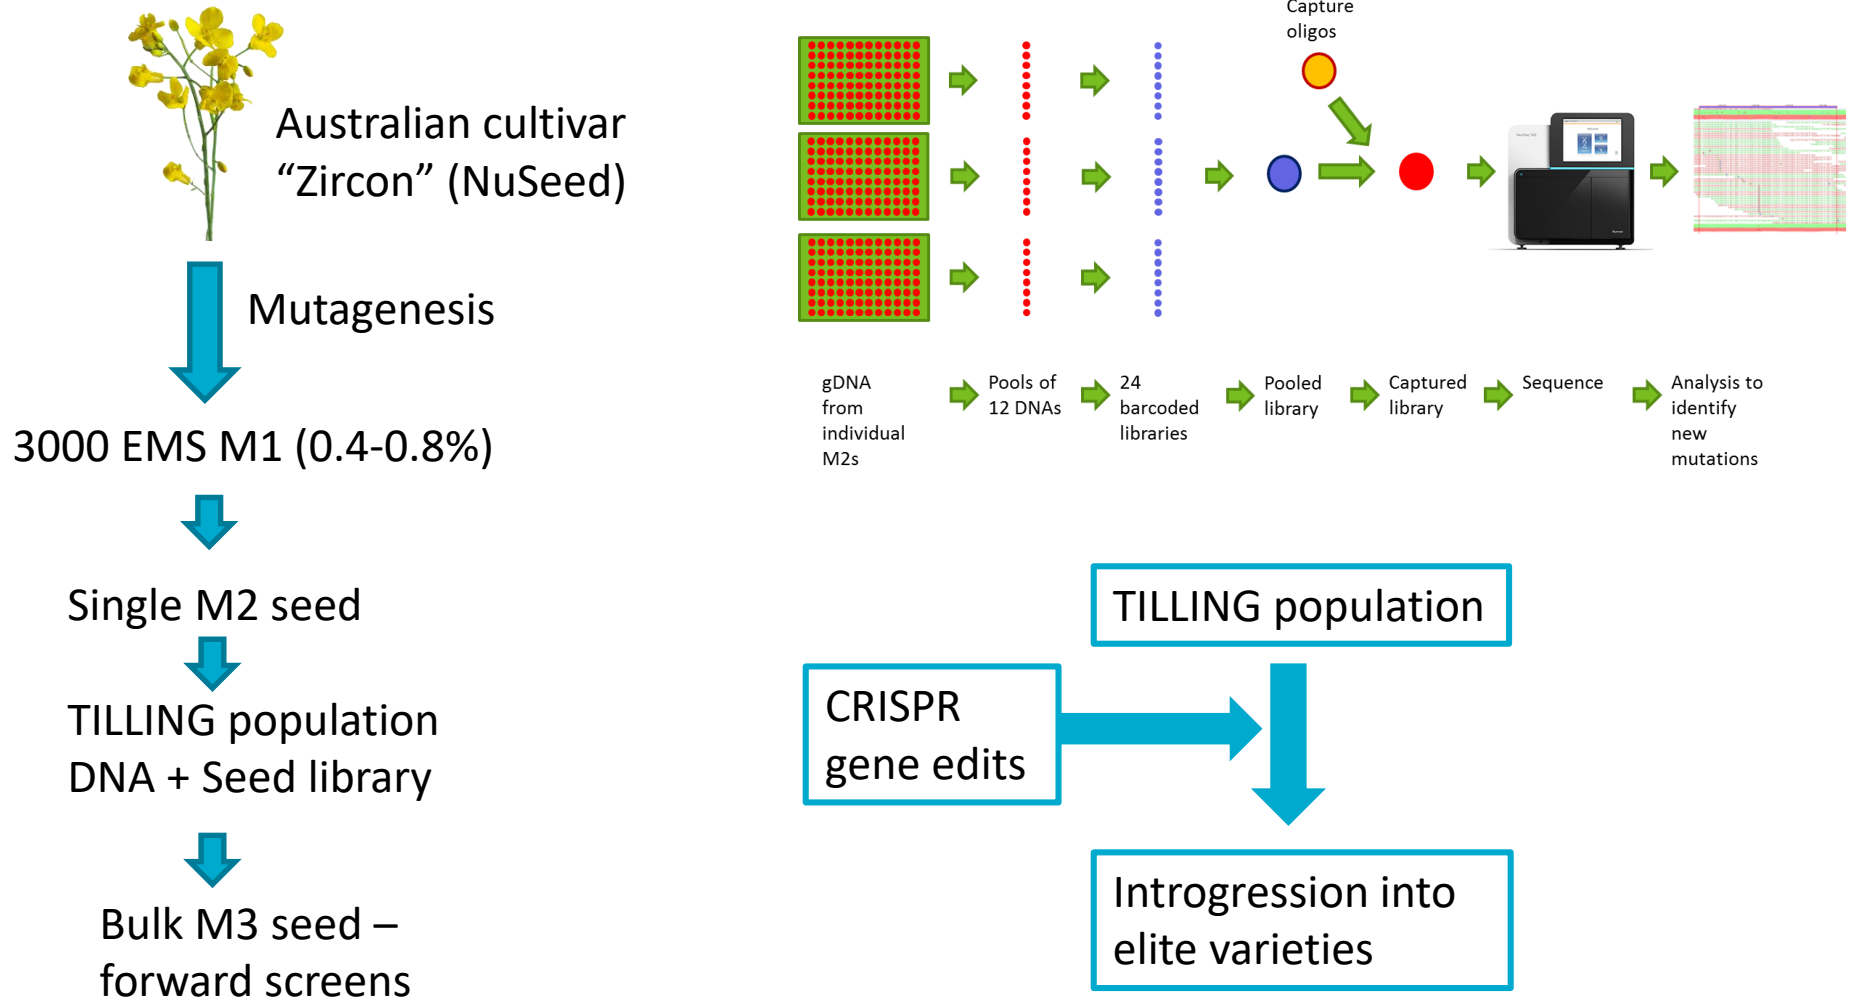 Australian cultivar
“Zircon” (NuSeed)
Mutagenesis
3000 EMS M1 (0.4-0.8%)
Single M2 seed
TILLING population
DNA + Seed library
Bulk M3 seed –
forward screens
Capture
oligos
gDNA
from
individual
M2s
Pools of
12 DNAs
24
barcoded
libraries
Pooled
library
Captured
library
Sequence
Analysis to
identify
new
mutations
TILLING population
CRISPR
gene edits
Introgression into
elite varieties